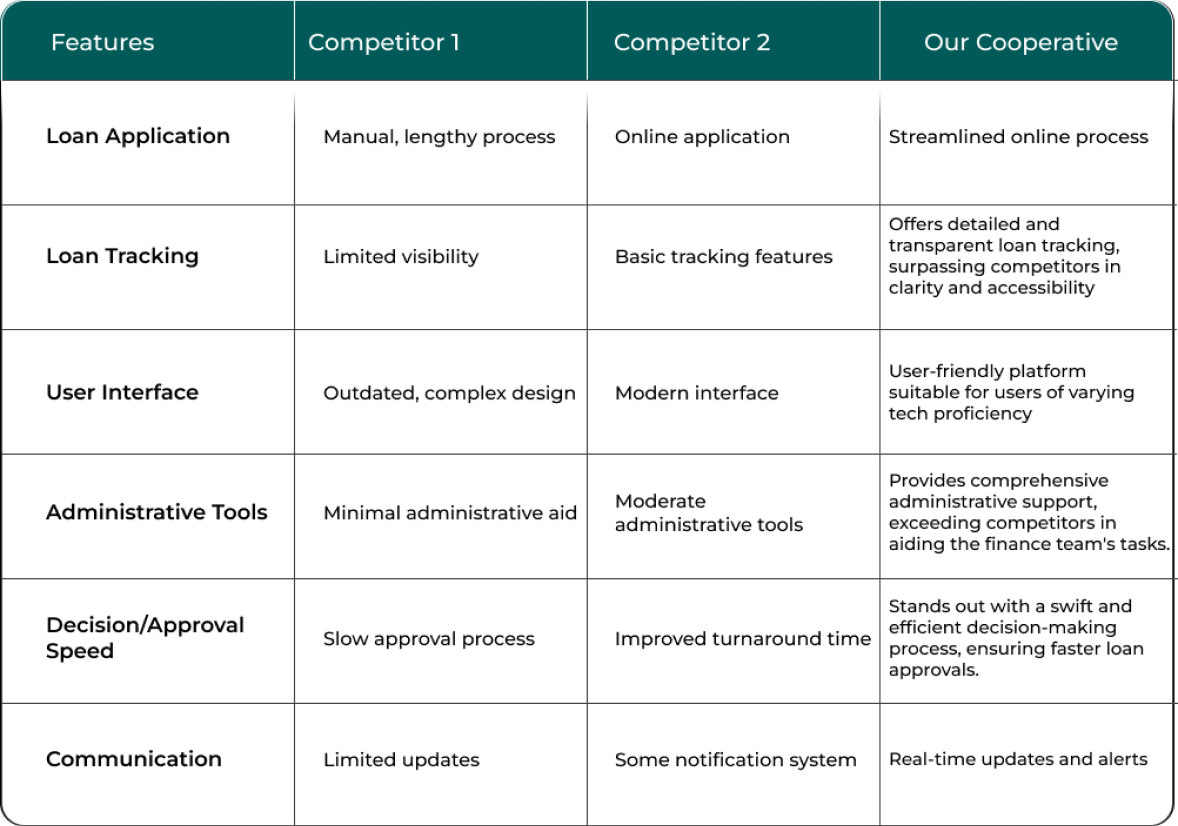 Features
Competitor 1
Competitor 2
Our Cooperative
Loan Application
Manual, lengthy process
Online application
Streamlined online process
Loan Tracking
Limited visibility
Basic tracking features
Offers detailed and
transparent loan tracking,
surpassing competitors in
clarity and accessibility
User Interface
Outdated, complex design
Modern interface
User-friendly platform
suitable for users of varying
tech proficiency
Administrative Tools
Minimal administrative aid
Moderate
administrative tools
Provides comprehensive
administrative support,
exceeding competitors in
aiding the finance team's tasks.
Decision/Approval
Speed
Slow approval process
Improved turnaround time
Stands out with a swift and
efficient decision-making
process, ensuring faster loan
approvals.
Communication
Limited updates
Some notification system
Real-time updates and alerts